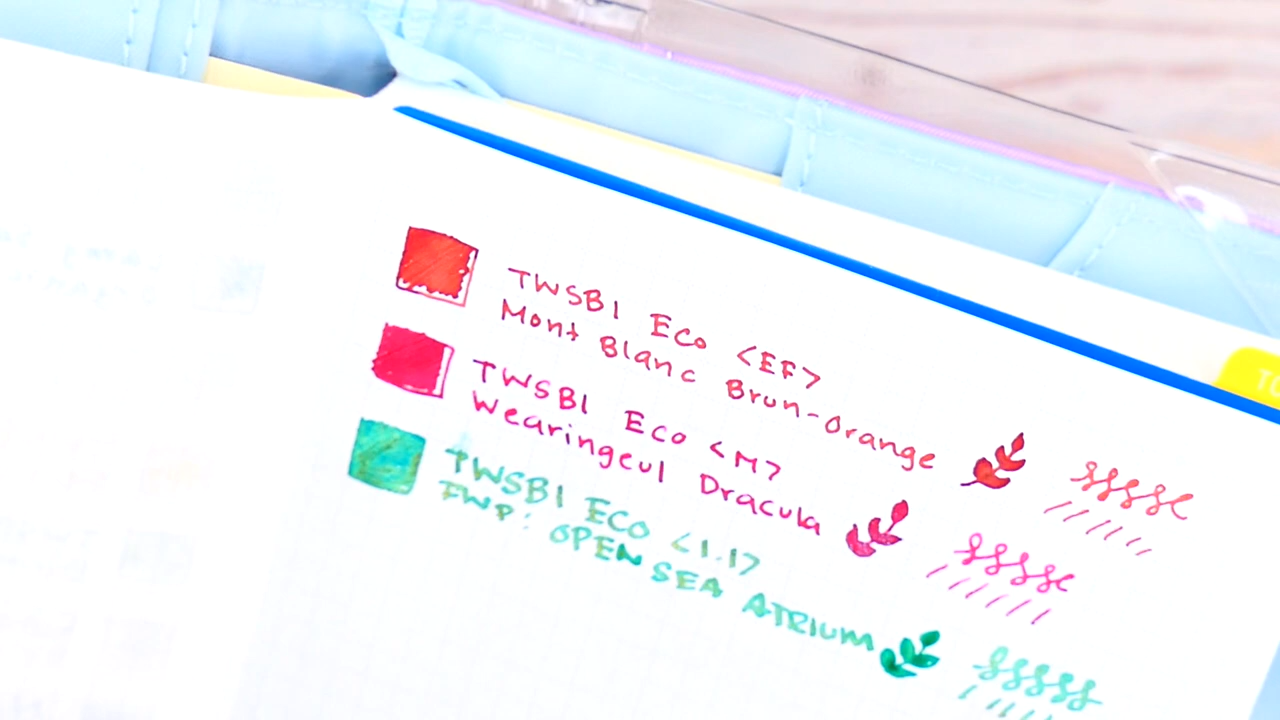 TWSBI Eco <EF>
Mont Blanc Brun-Orange
TWSBI Eco <M>
Wearingeul Dracula
TWSBI ECO <1.1>
FWP: OPEN SEA ATRIUM